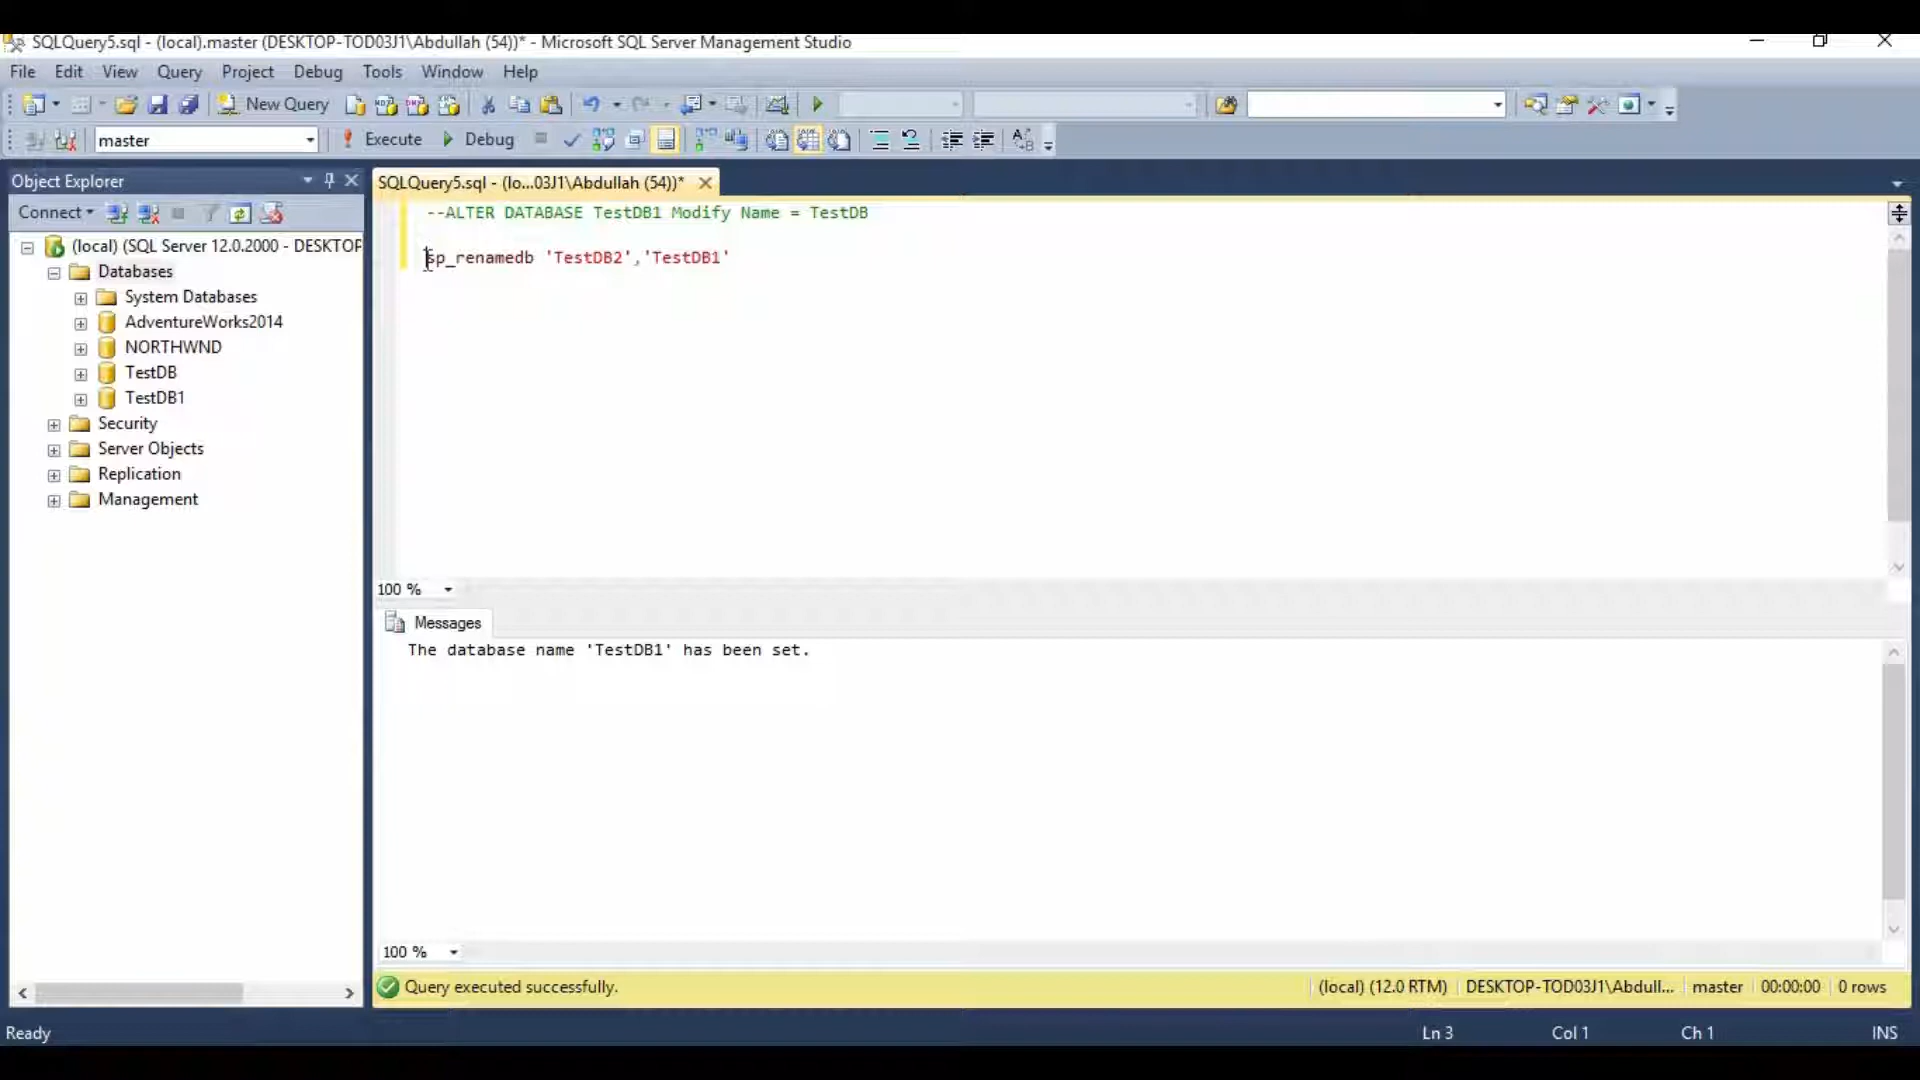 SQLQuery5.sql - (local).master (DESKTOP-TOD03J1\Abdullah (54))* - Microsoft SQL Server Management Studio
File Edit View Query Project Debug Tools Window Help
New Query
master Execute Debug
Object Explorer
SQLQuery5.sql - (lo...03J1\Abdullah (54))*
Connect
--ALTER DATABASE TestDB1 Modify Name = TestDB
(local) (SQL Server 12.0.2000 - DESKTOP
sp_renamedb 'TestDB2','TestDB1'
Databases
System Databases
AdventureWorks2014
NORTHWND
TestDB
TestDB1
Security
Server Objects
Replication
Management
100 %
Messages
The database name 'TestDB1' has been set.
100 %
Query executed successfully. (local) (12.0 RTM) DESKTOP-TOD03J1\Abdull... master 00:00:00 0 rows
Ready Ln 3 Col 1 Ch 1 INS